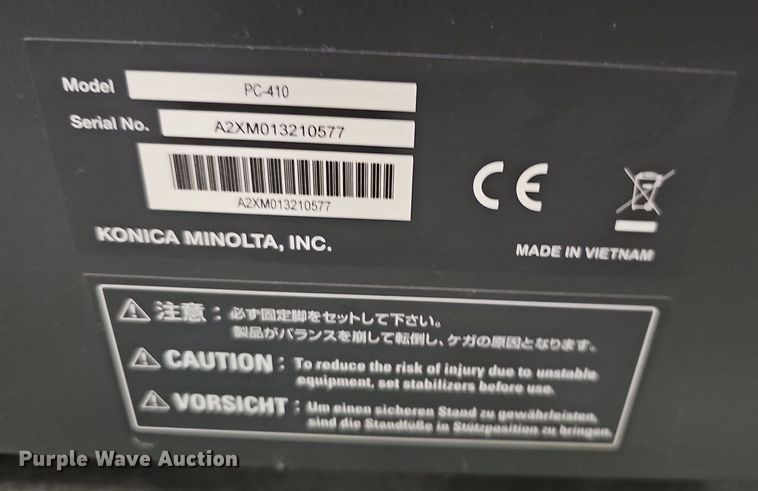 Model PC-410
Serial No. A2XM013210577
A2XM013210577
CE
KONICA MINOLTA, INC.
MADE IN VIETNAM
注意：必ず固定脚をセットして下さい。
製品がバランスを崩して転倒し、ケガの原因となります。
CAUTION : To reduce the risk of injury due to unstable
equipment, set stabilizers before use.
VORSICHT : Um einen sicheren Stand zu gewährleisten,
sind die Standfüße in Stützposition zu bringen.
Purple Wave Auction